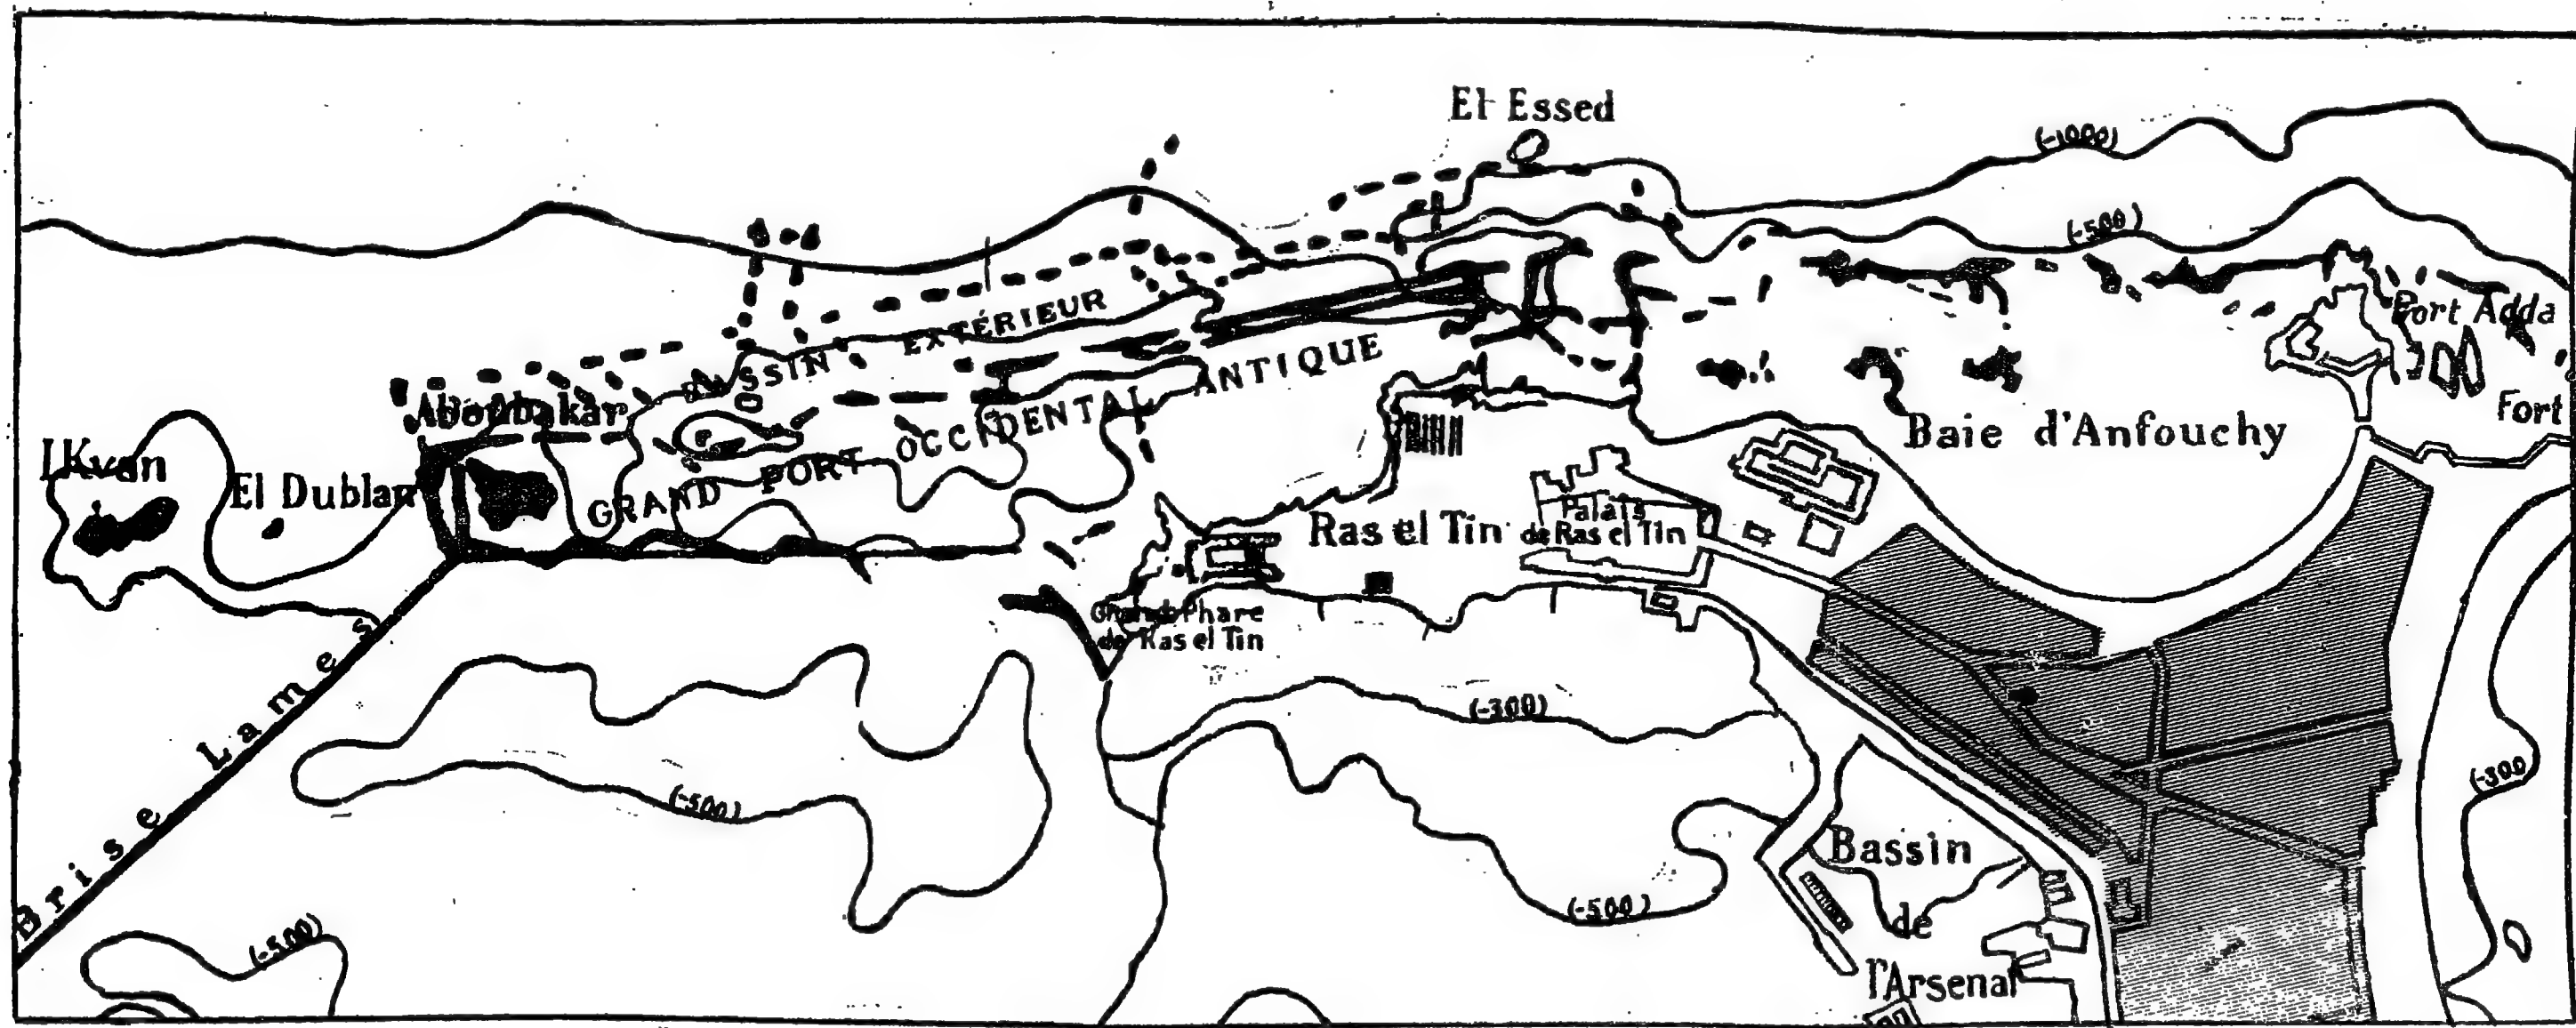 El Essed
(-1000)
(-500)
Port Adda
BASSIN EXTÉRIEUR
Aboubakar
GRAND PORT OCCIDENTAL ANTIQUE
Fort
Baie d'Anfouchy
IKvan
El Dublan
Ras el Tin
Palais
de Ras el Tin
Grand Phare
de Ras el Tin
Brise Lames
(-300)
(-300)
(-500)
(-500)
(-500)
Bassin
de
l'Arsenal